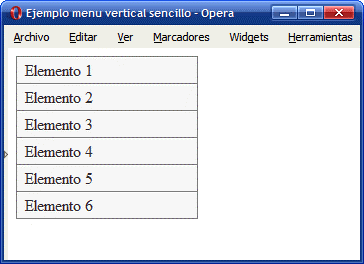 Ejemplo menu vertical sencillo - Opera
Archivo Editar Ver Marcadores Widgets Herramientas
Elemento 1
Elemento 2
Elemento 3
Elemento 4
Elemento 5
Elemento 6